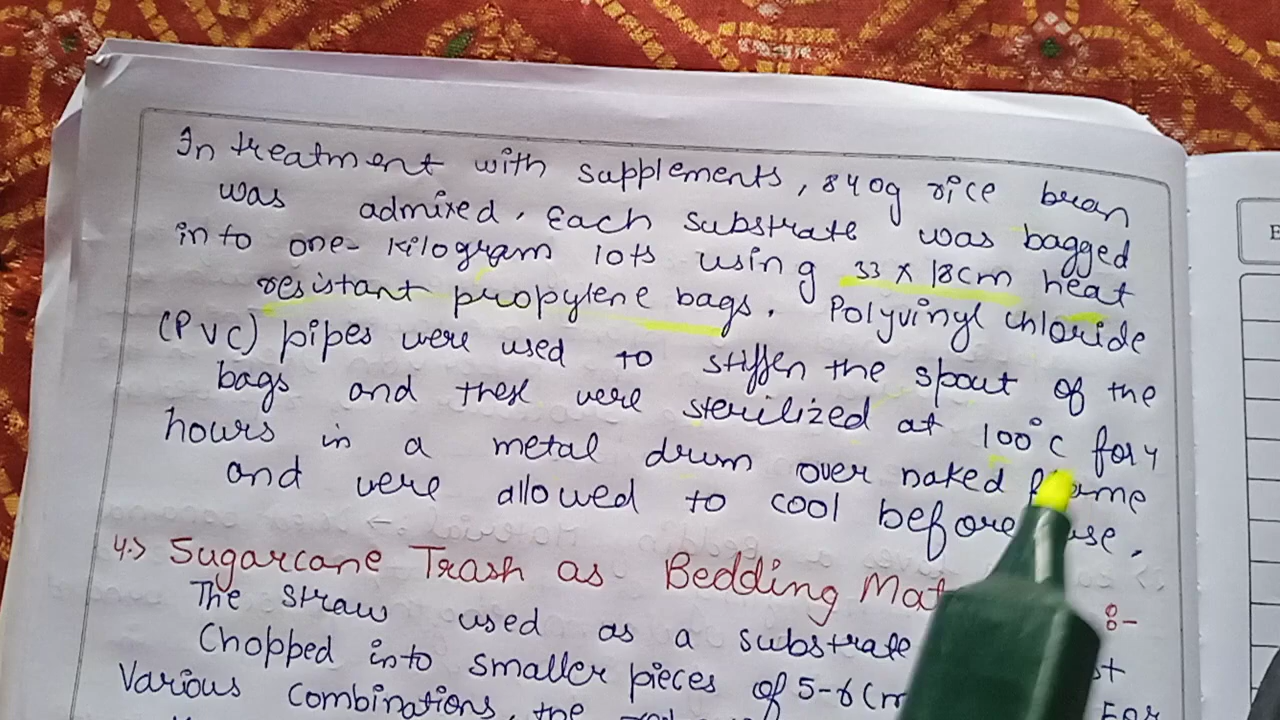 In treatment with supplements, 840g rice bran
was admixed. Each substrate was bagged
into one-kilogram lots using 33 x 18cm heat
resistant propylene bags. Polyvinyl chloride
(PVC) pipes were used to stiffen the spout of the
bags and these were sterilized at 100°C for 4
hours in a metal drum over naked
and were allowed to cool before
4.> Sugarcane Trash as Bedding :-
The straw used as a substrate
Chopped into smaller pieces of 5-6cm
Various combinations, the For
E